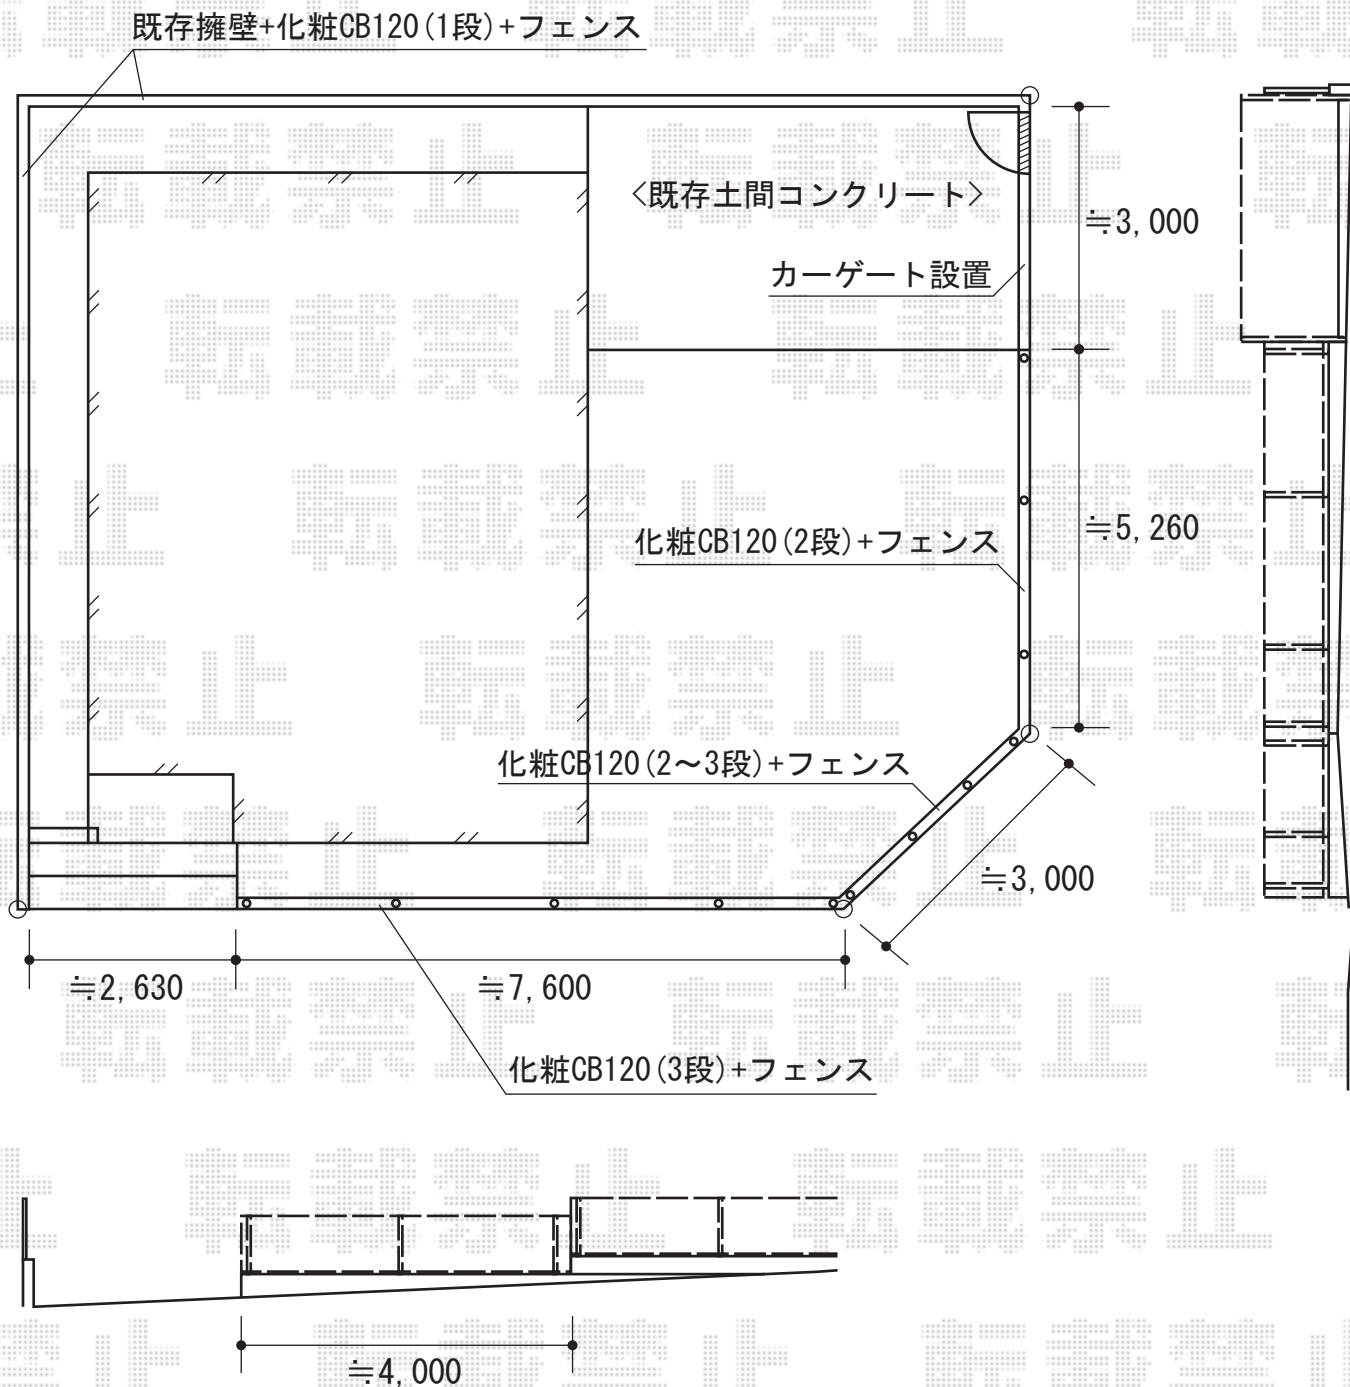 既存擁壁+化粧CB120(1段)+フェンス
<既存土間コンクリート>
≒3,000
カーゲート設置
化粧CB120(2段)+フェンス
≒5,260
化粧CB120(2～3段)+フェンス
≒3,000
≒2,630
≒7,600
化粧CB120(3段)+フェンス
≒4,000
転載禁止